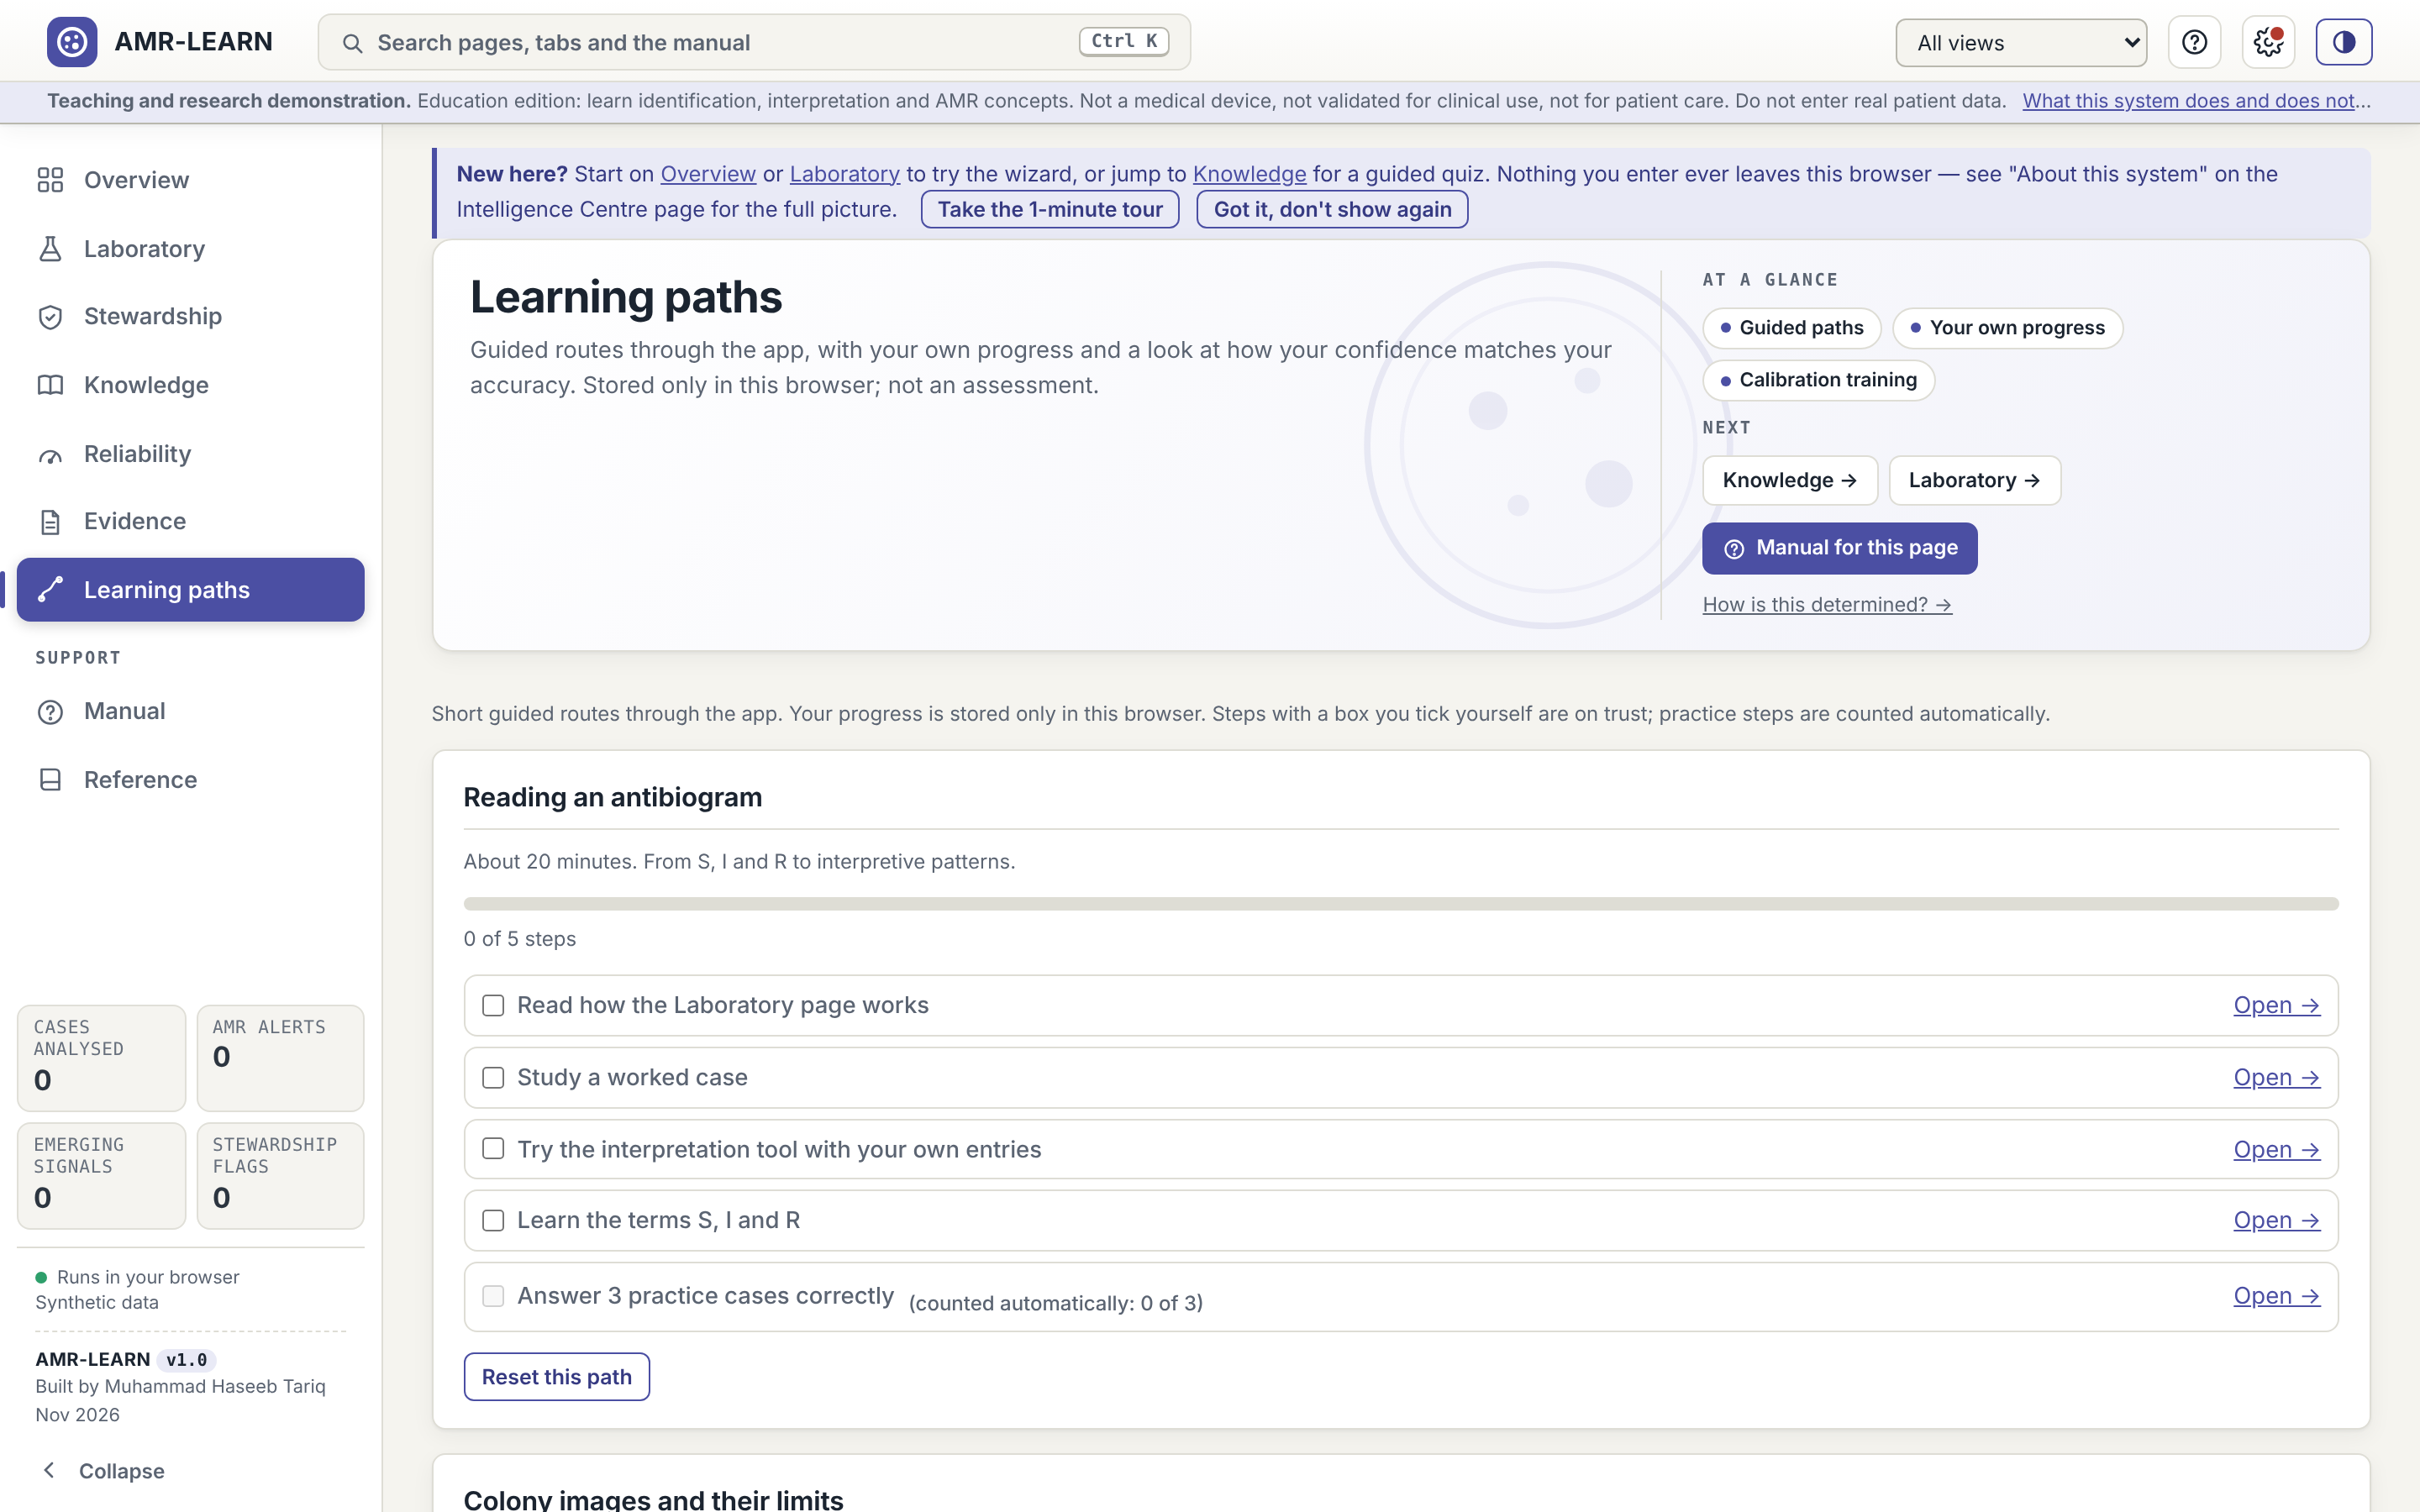 AMR-LEARN
Search pages, tabs and the manual
Ctrl K
All views
Teaching and research demonstration. Education edition: learn identification, interpretation and AMR concepts. Not a medical device, not validated for clinical use, not for patient care. Do not enter real patient data. What this system does and does not...
Overview
Laboratory
Stewardship
Knowledge
Reliability
Evidence
Learning paths
SUPPORT
Manual
Reference
CASES
ANALYSED
0
AMR ALERTS
0
EMERGING
SIGNALS
0
STEWARDSHIP
FLAGS
0
Runs in your browser
Synthetic data
AMR-LEARN v1.0
Built by Muhammad Haseeb Tariq
Nov 2026
Collapse
New here? Start on Overview or Laboratory to try the wizard, or jump to Knowledge for a guided quiz. Nothing you enter ever leaves this browser — see "About this system" on the
Intelligence Centre page for the full picture. Take the 1-minute tour Got it, don't show again
Learning paths
Guided routes through the app, with your own progress and a look at how your confidence matches your
accuracy. Stored only in this browser; not an assessment.
AT A GLANCE
Guided paths
Your own progress
Calibration training
NEXT
Knowledge →
Laboratory →
Manual for this page
How is this determined? →
Short guided routes through the app. Your progress is stored only in this browser. Steps with a box you tick yourself are on trust; practice steps are counted automatically.
Reading an antibiogram
About 20 minutes. From S, I and R to interpretive patterns.
0 of 5 steps
Read how the Laboratory page works Open →
Study a worked case Open →
Try the interpretation tool with your own entries Open →
Learn the terms S, I and R Open →
Answer 3 practice cases correctly (counted automatically: 0 of 3) Open →
Reset this path
Colony images and their limits